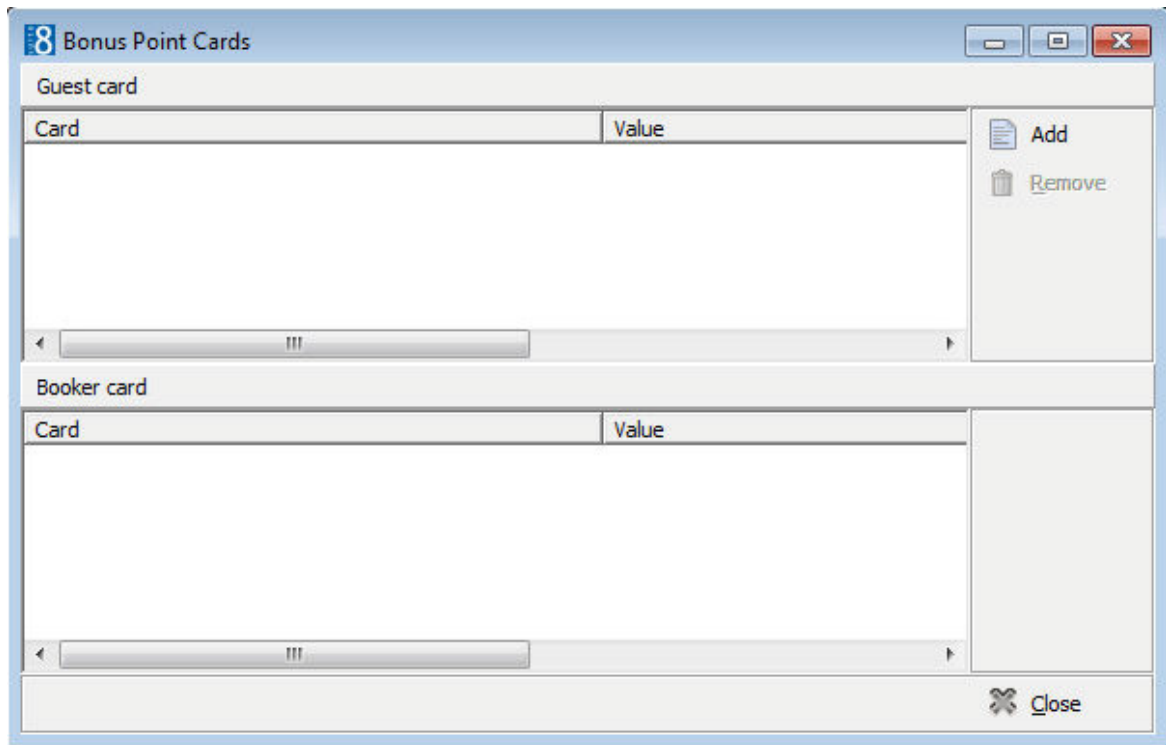 8 Bonus Point Cards
Guest card
Card Value
Add
Remove
Booker card
Card Value
Close